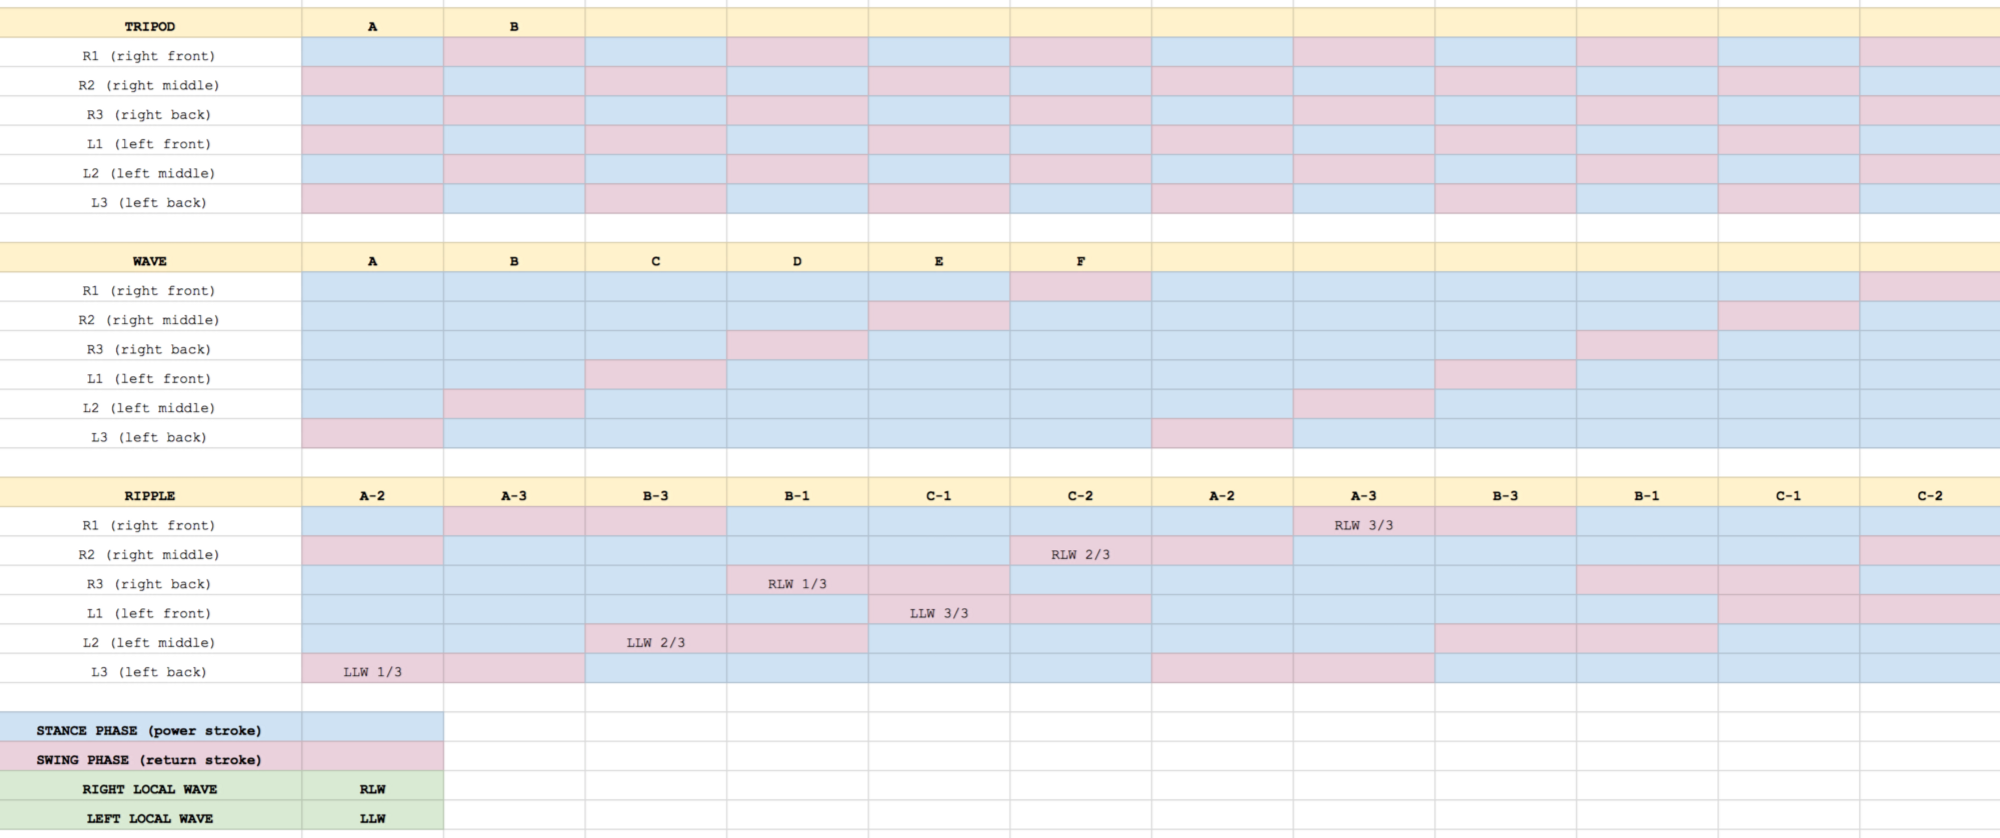 TRIPOD A B
R1 (right front)
R2 (right middle)
R3 (right back)
L1 (left front)
L2 (left middle)
L3 (left back)
WAVE A B C D E F
R1 (right front)
R2 (right middle)
R3 (right back)
L1 (left front)
L2 (left middle)
L3 (left back)
RIPPLE A-2 A-3 B-3 B-1 C-1 C-2 A-2 A-3 B-3 B-1 C-1 C-2
R1 (right front) RLW 3/3
R2 (right middle) RLW 2/3
R3 (right back) RLW 1/3
L1 (left front) LLW 3/3
L2 (left middle) LLW 2/3
L3 (left back) LLW 1/3
STANCE PHASE (power stroke)
SWING PHASE (return stroke)
RIGHT LOCAL WAVE RLW
LEFT LOCAL WAVE LLW